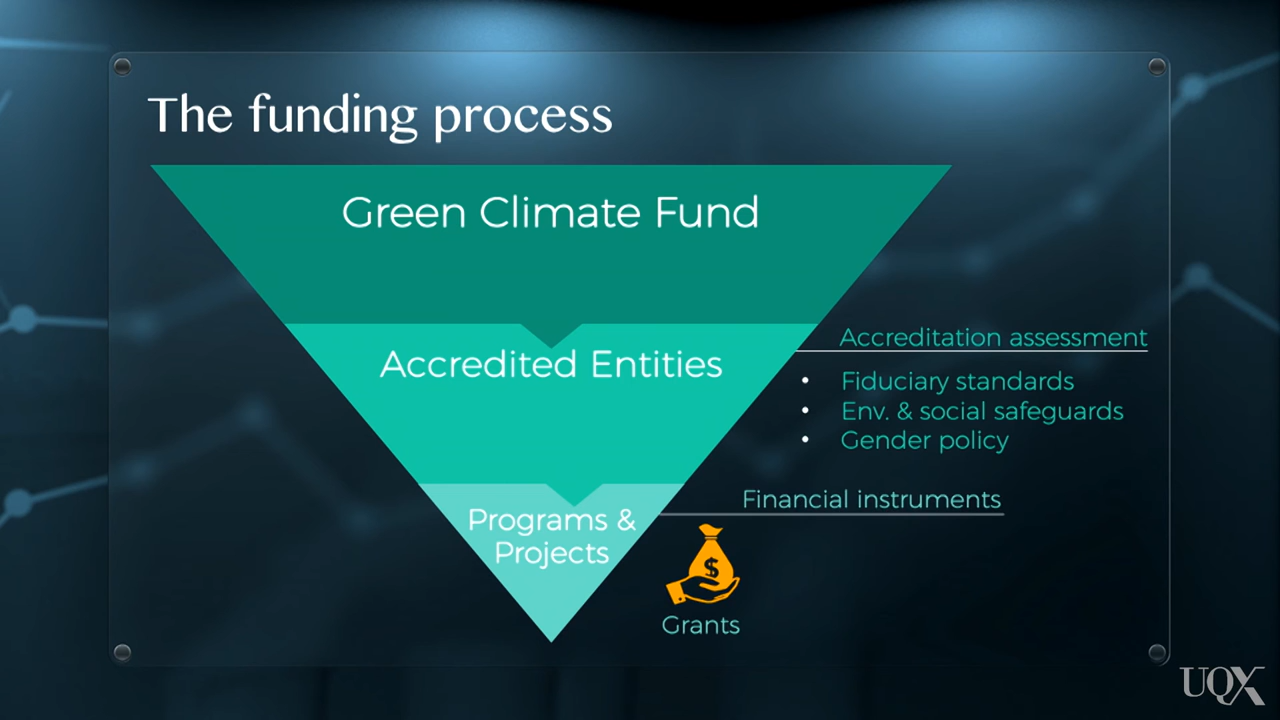 The funding process
Green Climate Fund
Accredited Entities
Accreditation assessment
• Fiduciary standards
• Env. & social safeguards
• Gender policy
Programs &
Projects
Financial instruments
$
Grants
UQX